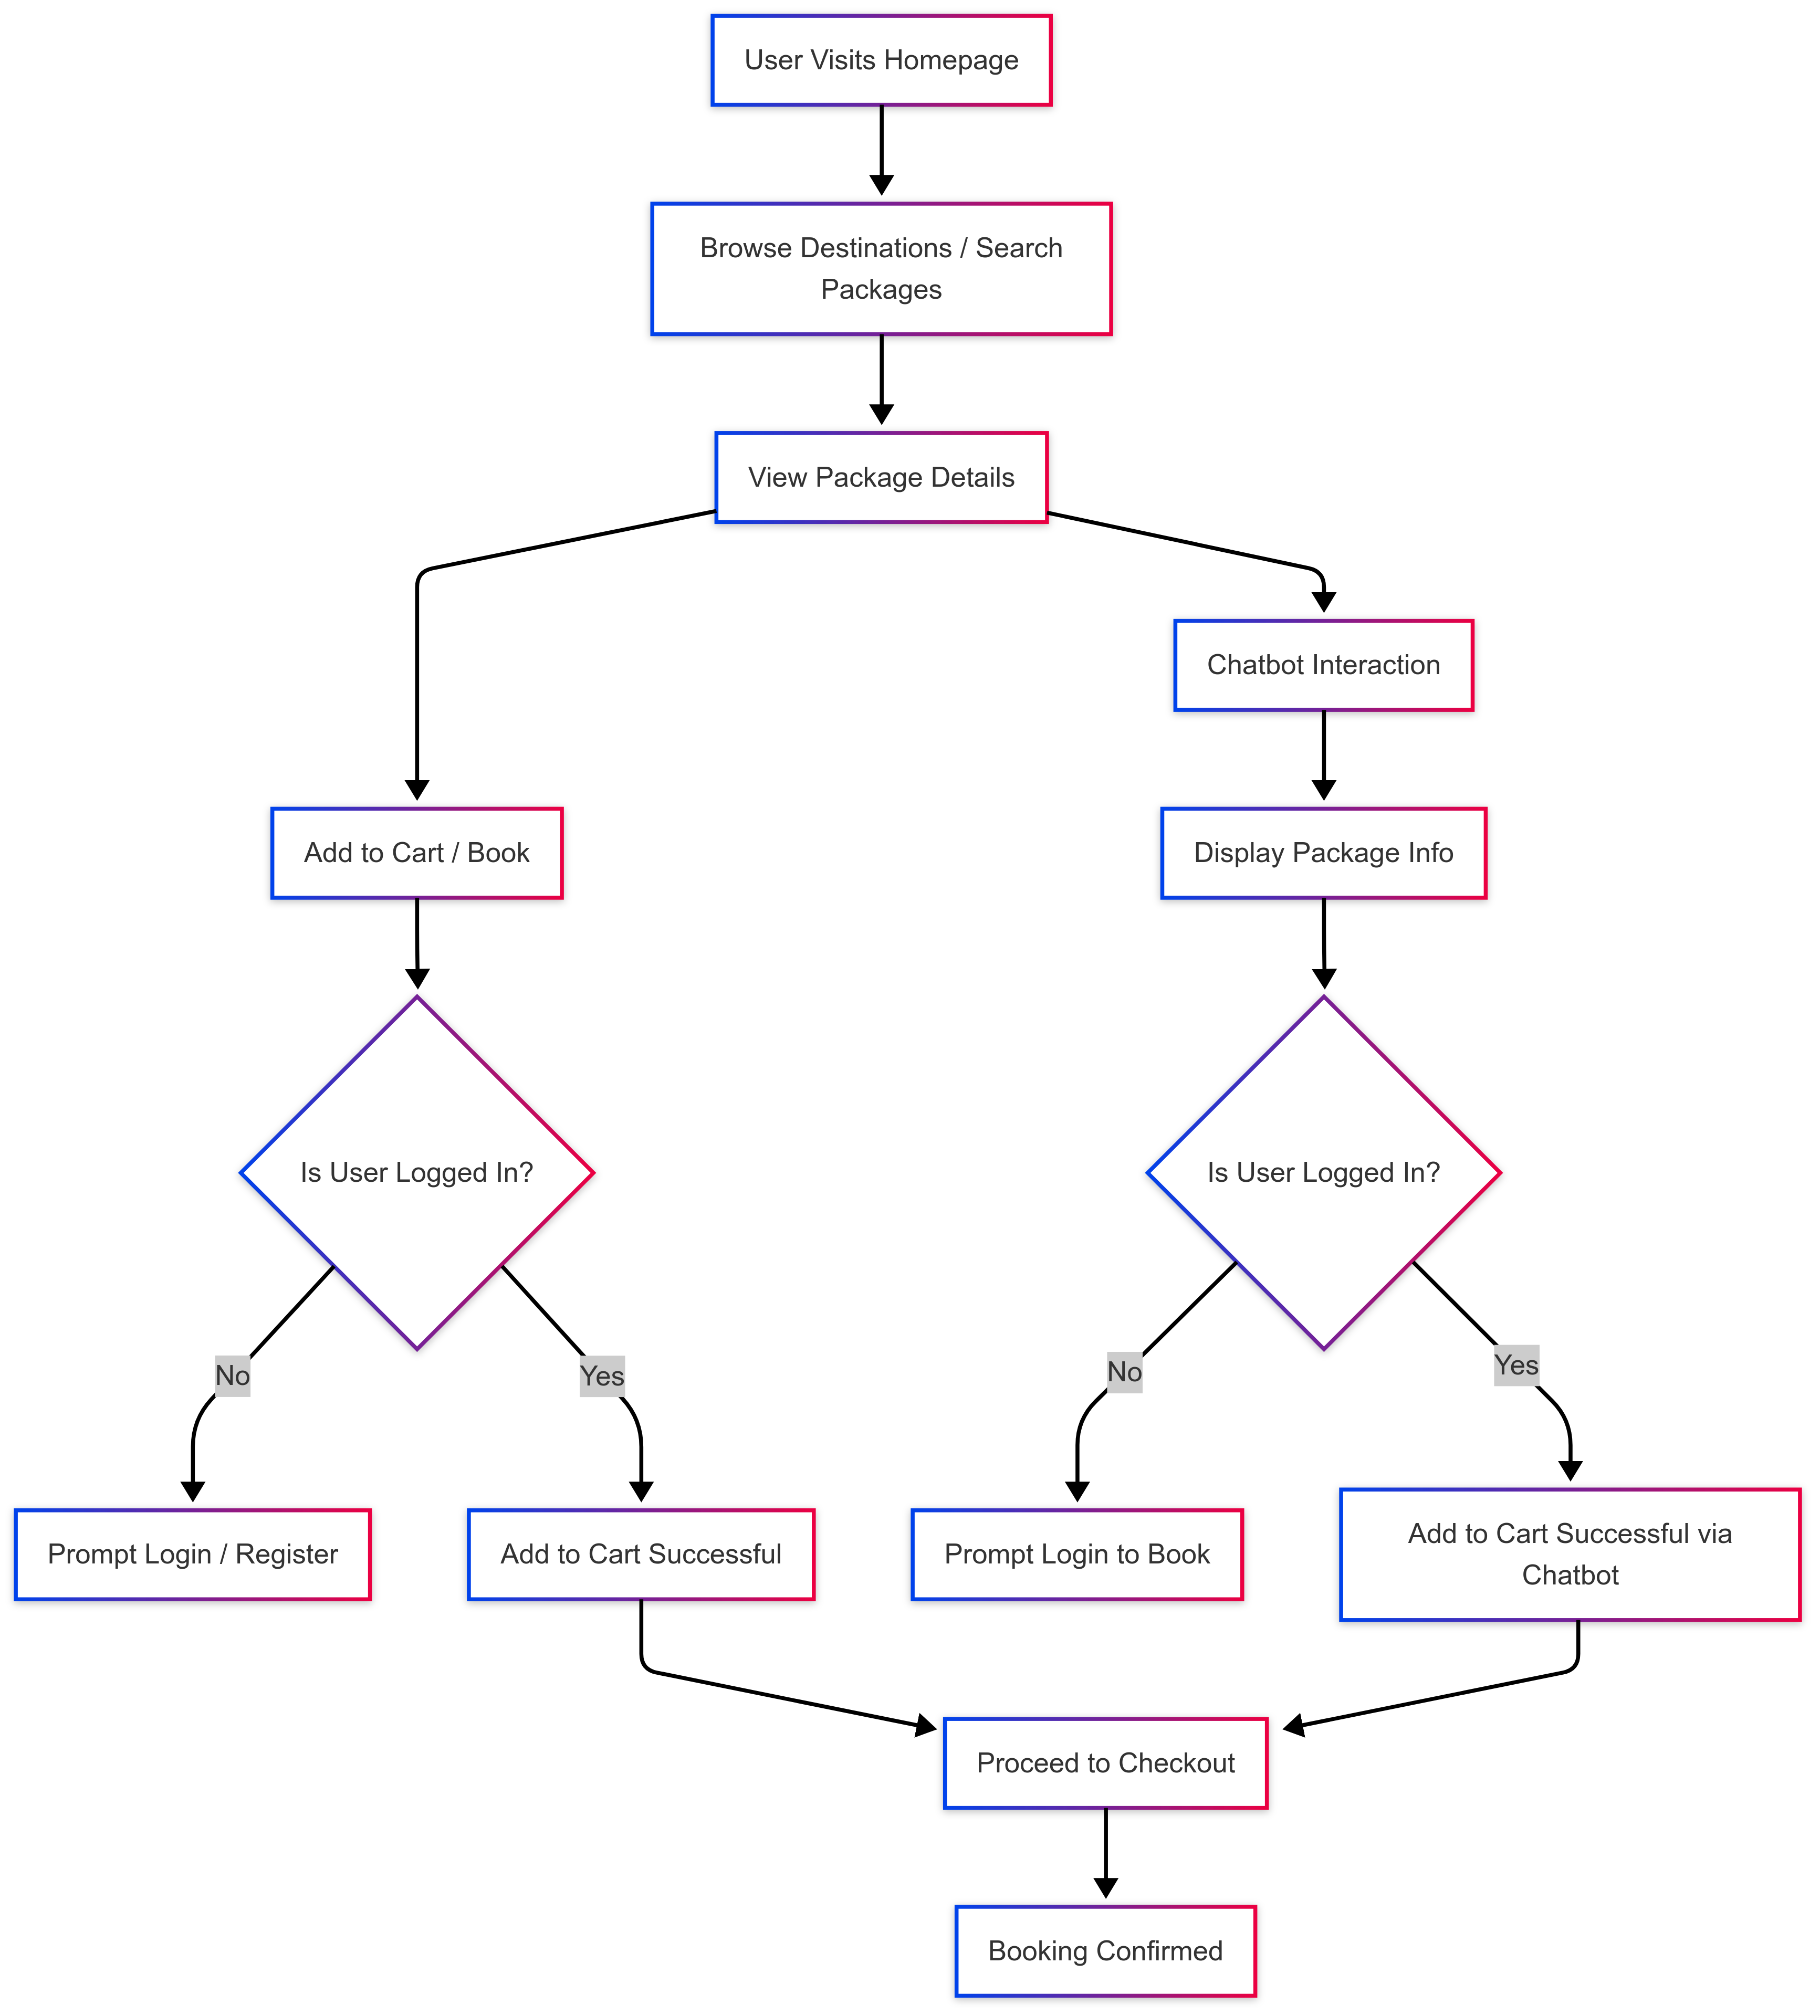 User Visits Homepage
Browse Destinations / Search
Packages
View Package Details
Chatbot Interaction
Add to Cart / Book
Display Package Info
Is User Logged In?
Is User Logged In?
No
Yes
No
Yes
Prompt Login / Register
Add to Cart Successful
Prompt Login to Book
Add to Cart Successful via
Chatbot
Proceed to Checkout
Booking Confirmed